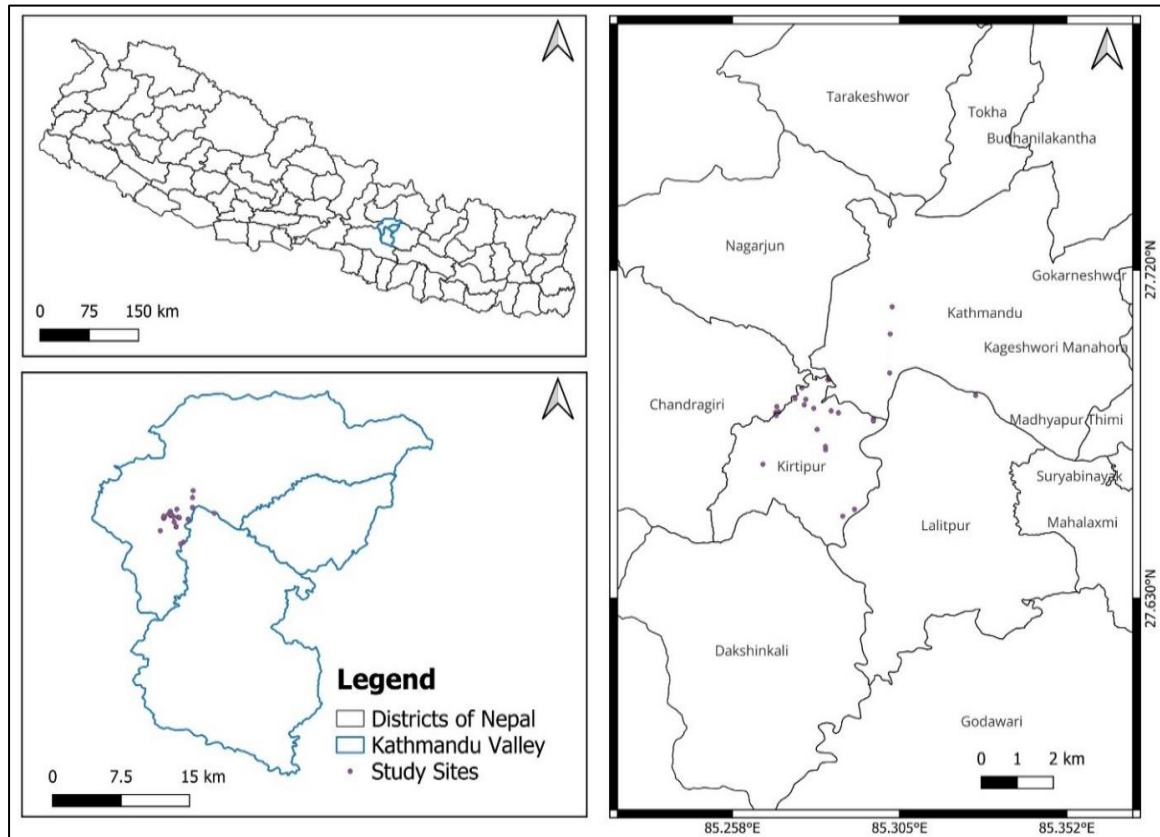 0 75 150 km
0 7.5 15 km
Legend
Districts of Nepal
Kathmandu Valley
Study Sites
Tarakeshwor
Tokha
Budhanilakantha
Nagarjun
Gokarneshwor
Kathmandu
Kageshwori Manahora
Chandragiri
Madhyapur Thimi
Kirtipur
Suryabinayak
Lalitpur
Mahalaxmi
Dakshinkali
Godawari
0 1 2 km
27.720°N
27.630°N
85.258°E 85.305°E 85.352°E